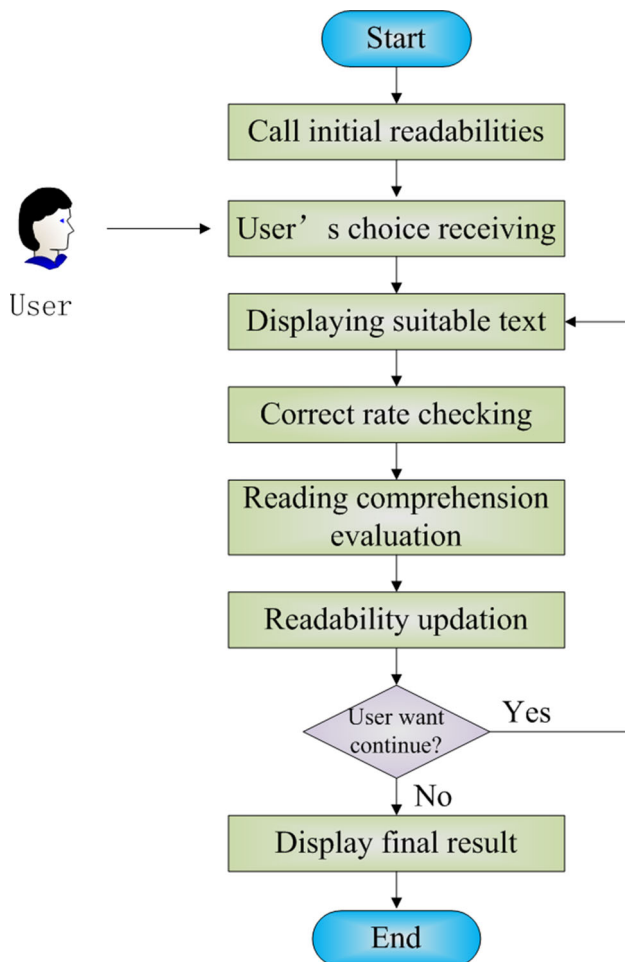 Start
Call initial readabilities
User’s choice receiving
User
Displaying suitable text
Correct rate checking
Reading comprehension
evaluation
Readability updation
User want
continue?
Yes
No
Display final result
End